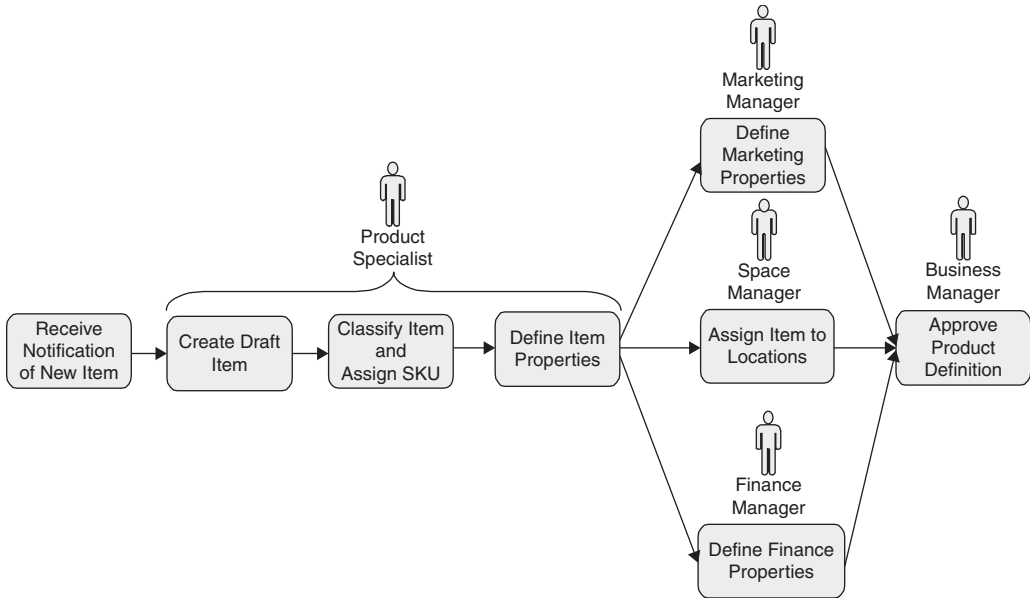 Marketing
Manager
Define
Marketing
Properties
Product
Specialist
Space
Manager
Business
Manager
Receive
Notification
of New Item
Create Draft
Item
Classify Item
and
Assign SKU
Define Item
Properties
Assign Item to
Locations
Approve
Product
Definition
Finance
Manager
Define Finance
Properties